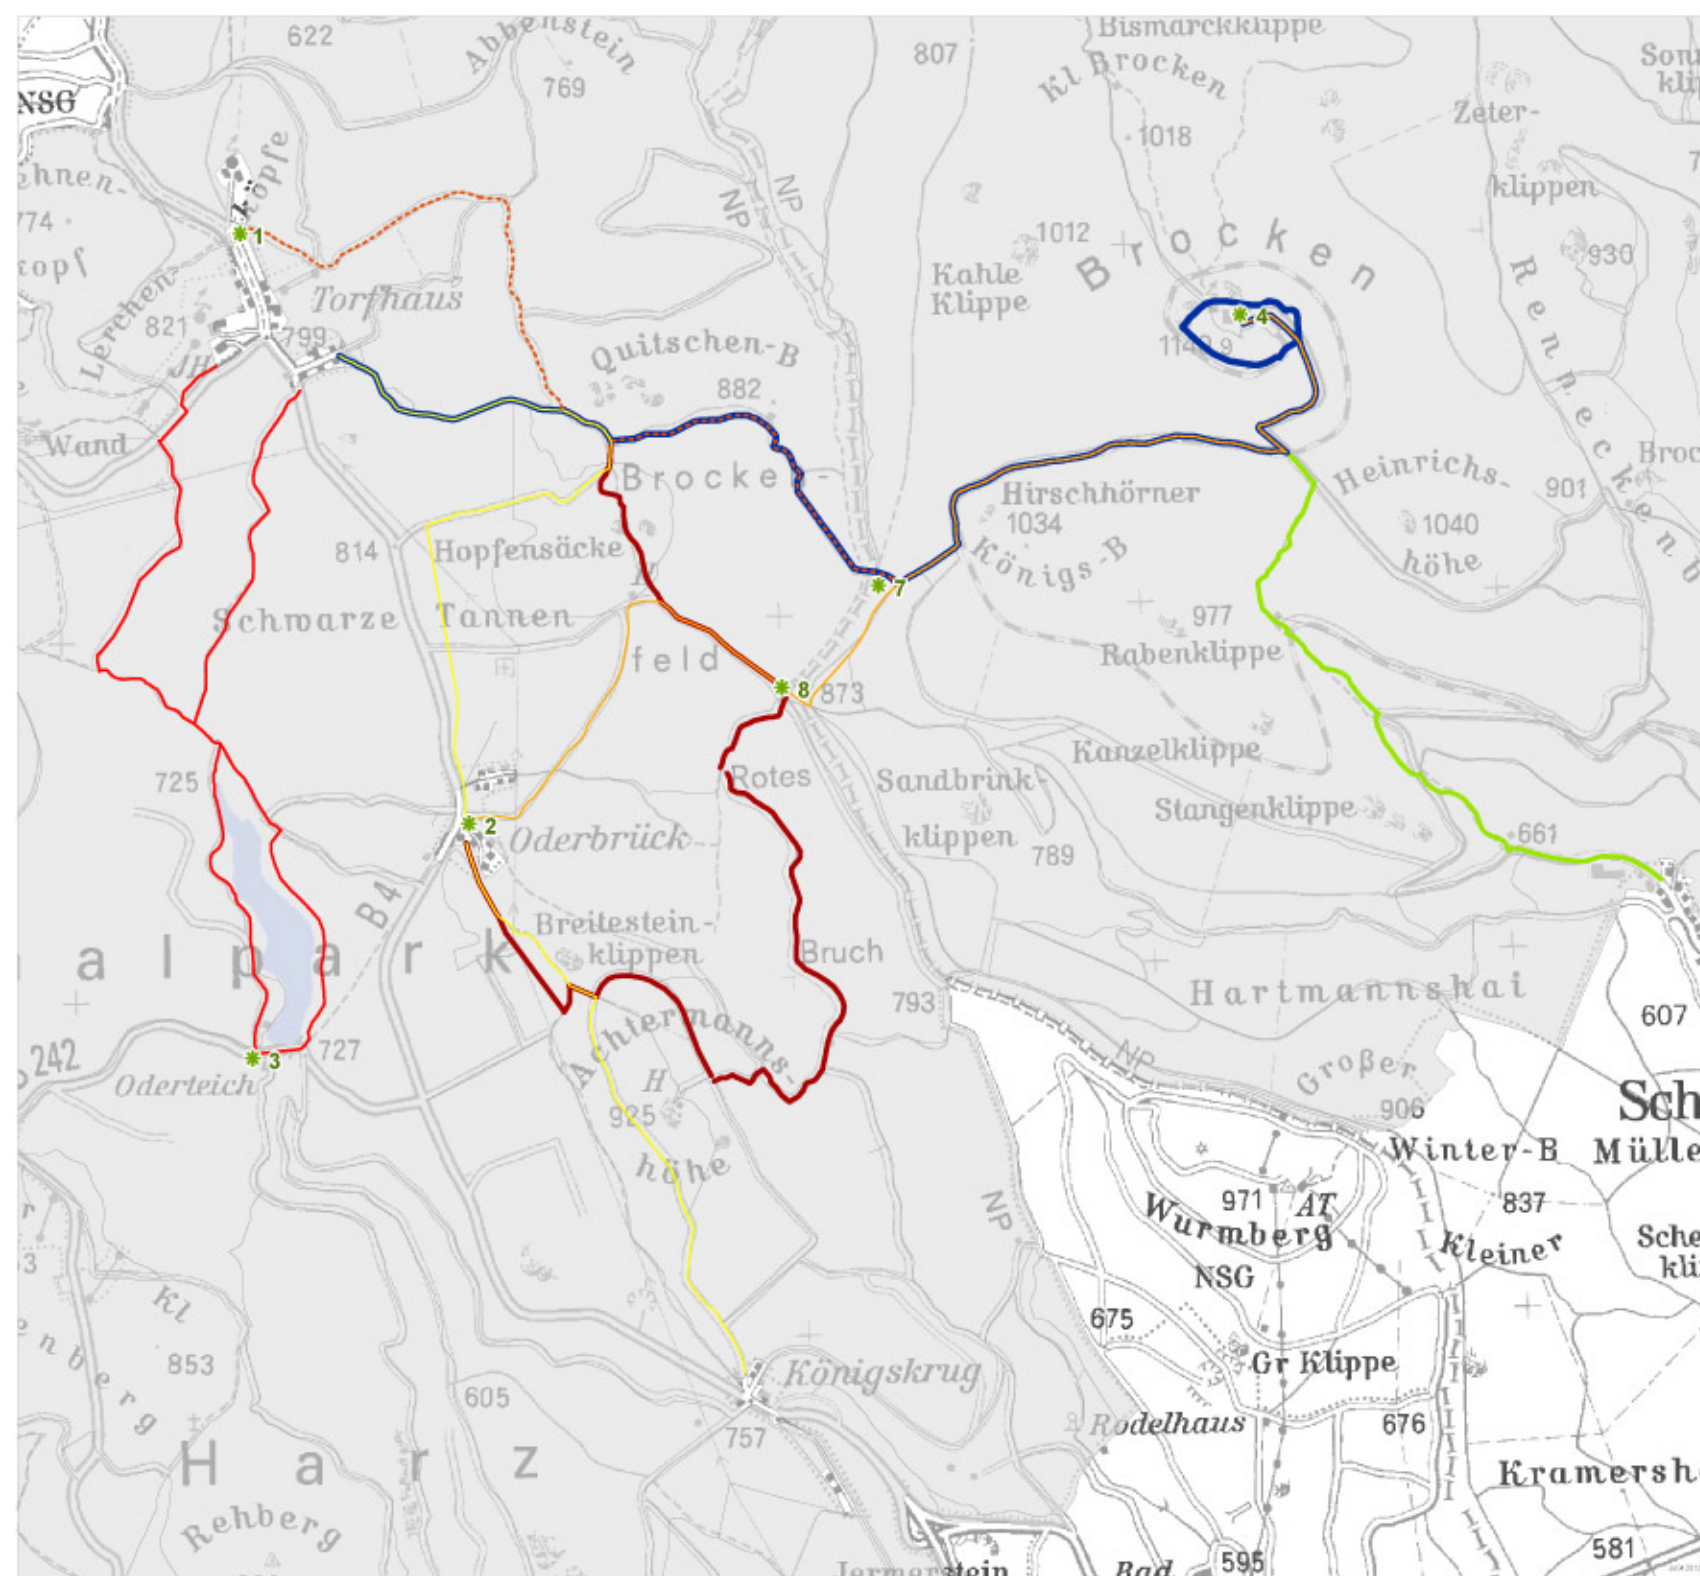 622
Abbenstein
769
807
Bismarckklippe
Kl Brocken
1018
NSG
Zeter-
klippen
774
köpfe
NP
NP
1
Torfhaus
821
799
JH
Lerchen-
Wand
Quitschen-B
882
1012
Kahle
Klippe
Brocken
4
930
Brocken-
Hirschhörner
1034
Königs-B
Heinrichs-
höhe
901
1040
814
Hopfensäcke
H
7
Schwarze Tannen
feld
977
Rabenklippe
8
873
725
Rotes
Sandbrink-
klippen
789
Kanzelklippe
Stangenklippe
661
2
Oderbrück
B4
Breitestein-
klippen
Bruch
793
Hartmannshai
607
alpark
242
3
727
Oderteich
Achtermanns-
höhe
H
925
NP
Großer
906
Winter-B
837
971
AT
Wurmberg
NSG
Kleiner
NP
675
Gr Klippe
676
Rodelhaus
Kl
853
605
Königskrug
757
Harz
Rehberg
595
581